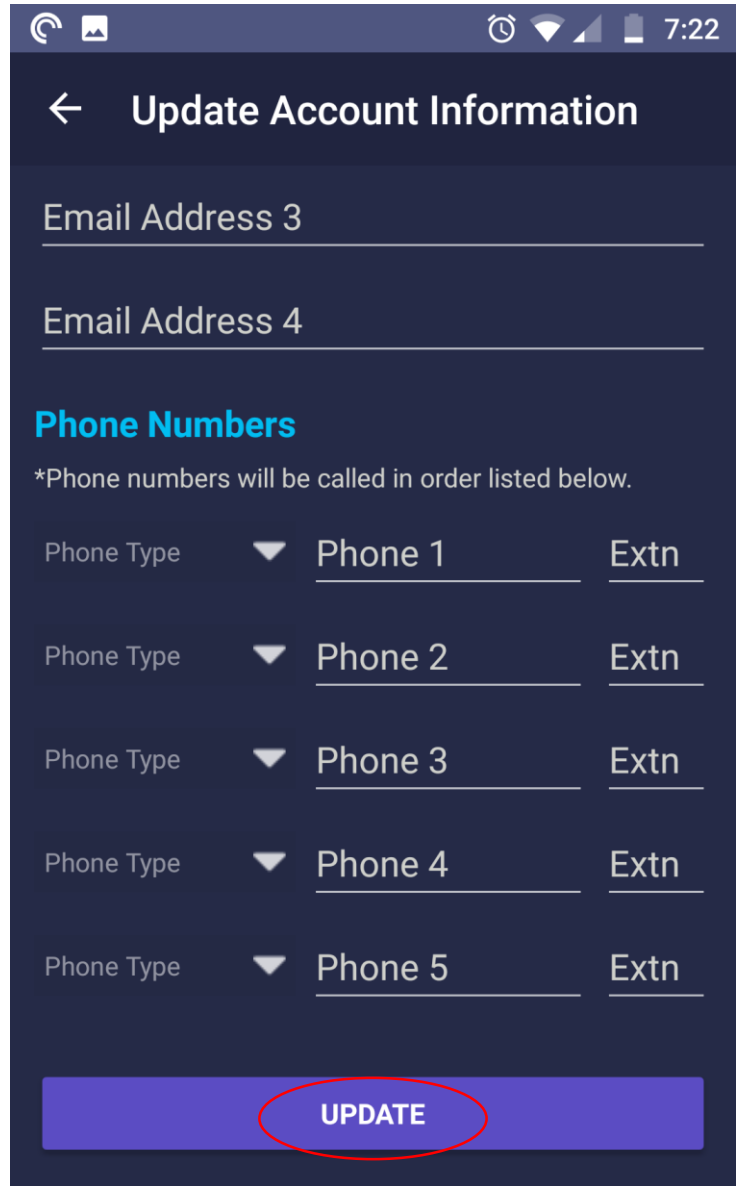 7:22
Update Account Information
Email Address 3
Email Address 4
Phone Numbers
*Phone numbers will be called in order listed below.
Phone Type Phone 1 Extn
Phone Type Phone 2 Extn
Phone Type Phone 3 Extn
Phone Type Phone 4 Extn
Phone Type Phone 5 Extn
UPDATE